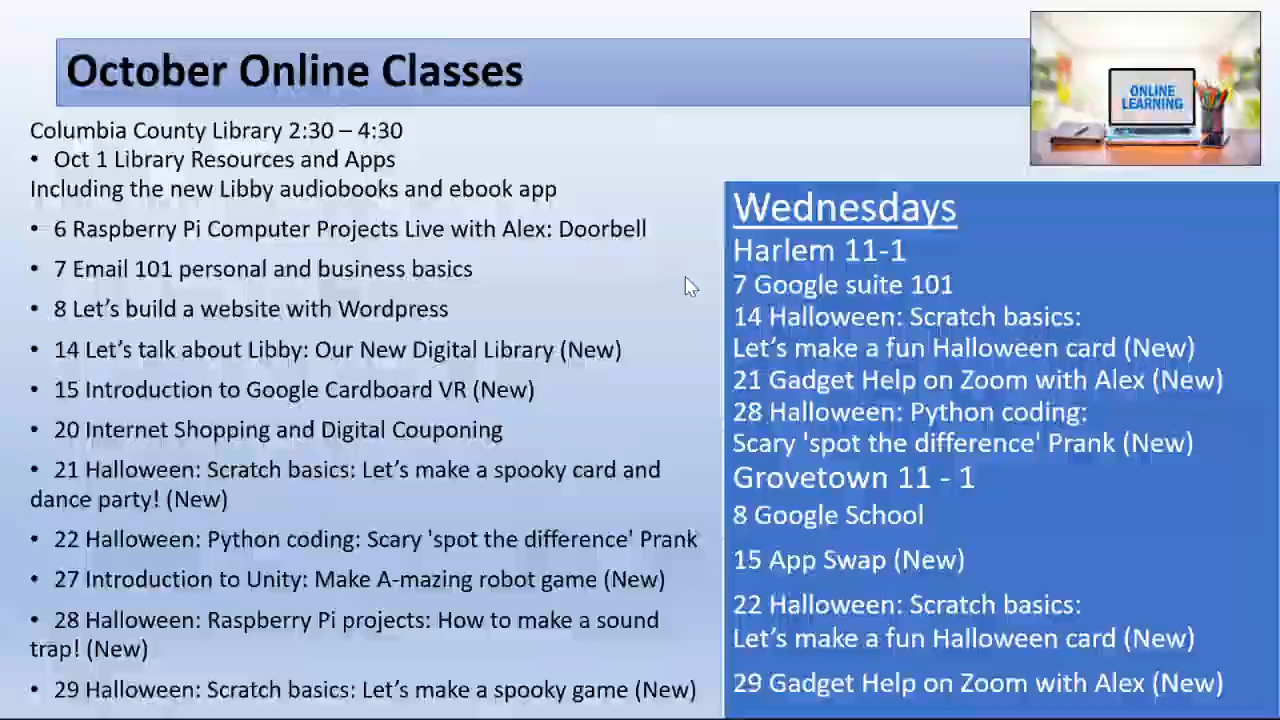 October Online Classes
ONLINE
LEARNING
Columbia County Library 2:30 – 4:30
• Oct 1 Library Resources and Apps
Including the new Libby audiobooks and ebook app
• 6 Raspberry Pi Computer Projects Live with Alex: Doorbell
• 7 Email 101 personal and business basics
• 8 Let's build a website with Wordpress
• 14 Let's talk about Libby: Our New Digital Library (New)
• 15 Introduction to Google Cardboard VR (New)
• 20 Internet Shopping and Digital Couponing
• 21 Halloween: Scratch basics: Let's make a spooky card and
dance party! (New)
• 22 Halloween: Python coding: Scary 'spot the difference' Prank
• 27 Introduction to Unity: Make A-mazing robot game (New)
• 28 Halloween: Raspberry Pi projects: How to make a sound
trap! (New)
• 29 Halloween: Scratch basics: Let's make a spooky game (New)
Wednesdays
Harlem 11-1
7 Google suite 101
14 Halloween: Scratch basics:
Let's make a fun Halloween card (New)
21 Gadget Help on Zoom with Alex (New)
28 Halloween: Python coding:
Scary 'spot the difference' Prank (New)
Grovetown 11 - 1
8 Google School
15 App Swap (New)
22 Halloween: Scratch basics:
Let's make a fun Halloween card (New)
29 Gadget Help on Zoom with Alex (New)